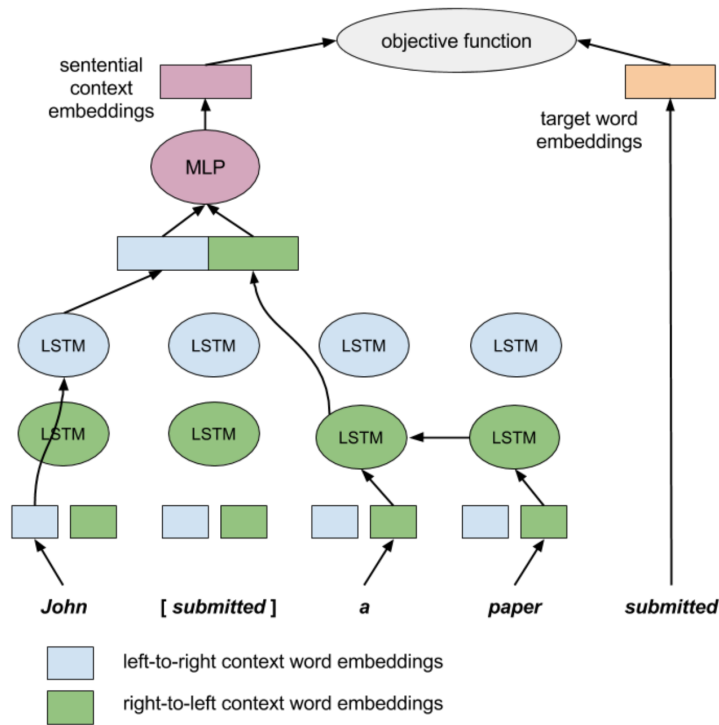 objective function
sentential
context
embeddings
target word
embeddings
MLP
LSTM LSTM LSTM LSTM
LSTM LSTM LSTM LSTM
John [ submitted ] a paper submitted
left-to-right context word embeddings
right-to-left context word embeddings